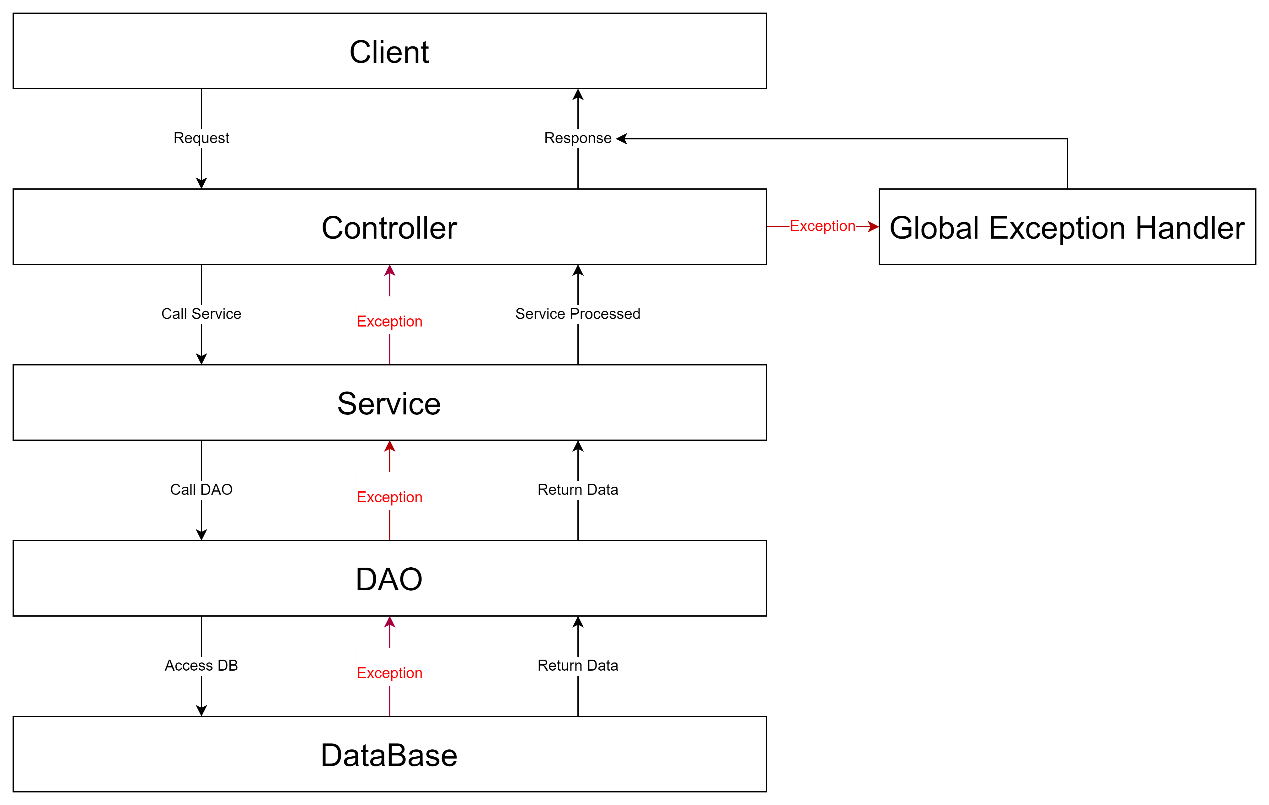 Client
Request
Response
Controller
Exception
Global Exception Handler
Call Service
Exception
Service Processed
Service
Call DAO
Exception
Return Data
DAO
Access DB
Exception
Return Data
DataBase